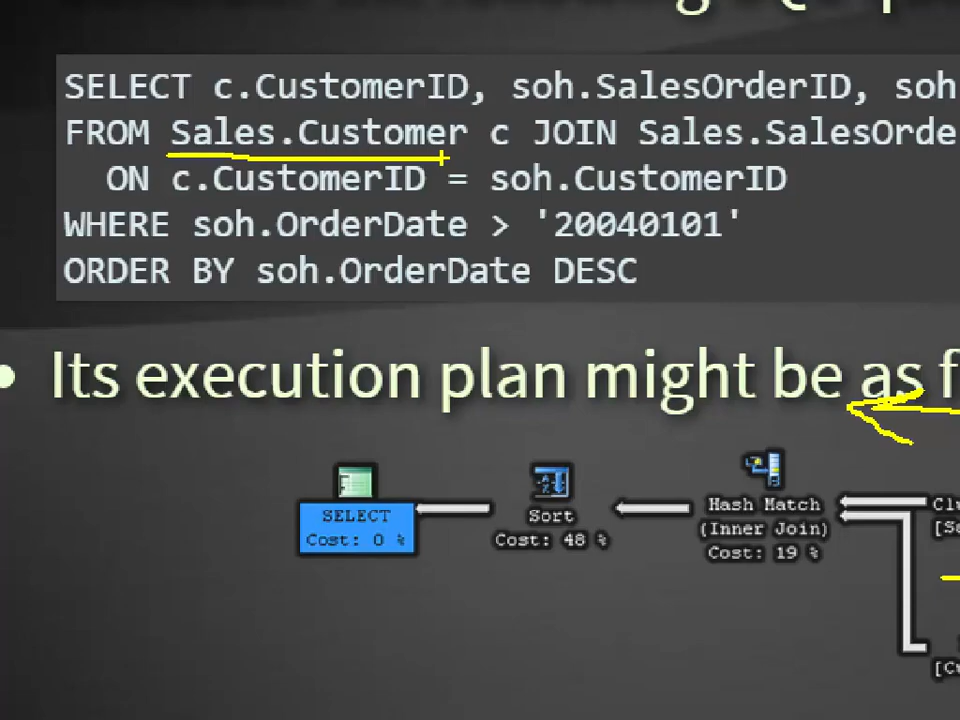 SELECT c.CustomerID, soh.SalesOrderID, soh
FROM Sales.Customer c JOIN Sales.SalesOrde
ON c.CustomerID = soh.CustomerID
WHERE soh.OrderDate > '20040101'
ORDER BY soh.OrderDate DESC
• Its execution plan might be as f
SELECT
Cost: 0 %
Sort
Cost: 48 %
Hash Match
(Inner Join)
Cost: 19 %